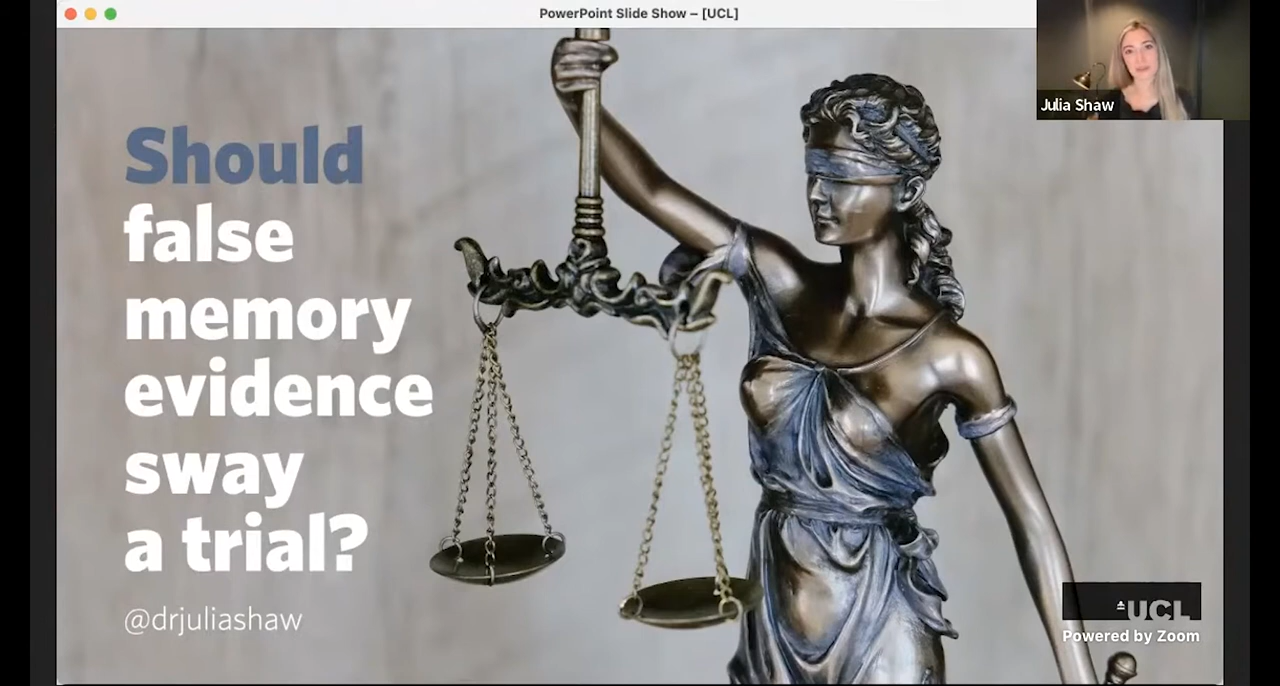 PowerPoint Slide Show – [UCL]
Julia Shaw
Should
false
memory
evidence
sway
a trial?
@drjuliashaw
UCL
Powered by Zoom